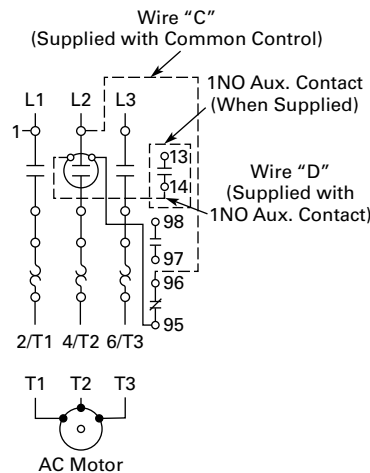 Wire “C”
(Supplied with Common Control)
1NO Aux. Contact
(When Supplied)
L1 L2 L3
1
13
14
Wire “D”
(Supplied with
1NO Aux. Contact)
98
97
96
95
2/T1 4/T2 6/T3
T1 T2 T3
AC Motor